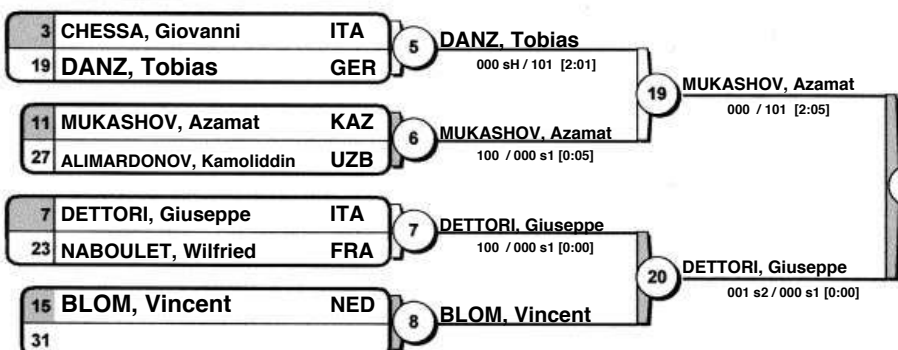 3 CHESSA, Giovanni ITA
19 DANZ, Tobias GER
5
DANZ, Tobias
000 sH / 101 [2:01]
11 MUKASHOV, Azamat KAZ
27 ALIMARDONOV, Kamoliddin UZB
6
MUKASHOV, Azamat
100 / 000 s1 [0:05]
19
MUKASHOV, Azamat
000 / 101 [2:05]
7 DETTORI, Giuseppe ITA
23 NABOULET, Wilfried FRA
7
DETTORI, Giuseppe
100 / 000 s1 [0:00]
15 BLOM, Vincent NED
31
8
BLOM, Vincent
20
DETTORI, Giuseppe
001 s2 / 000 s1 [0:00]